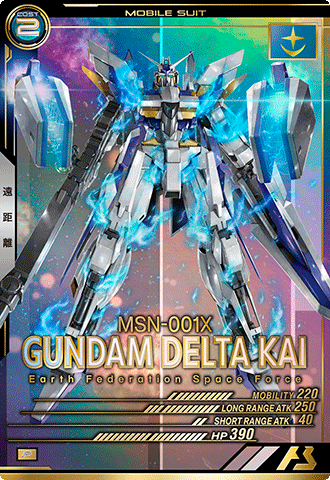 MOBILE SUIT
COST
2
遠距離
MSN-001X
GUNDAM DELTA KAI
Earth Federation Space Force
MOBILITY 220
LONG RANGE ATK 250
SHORT RANGE ATK 40
HP 390